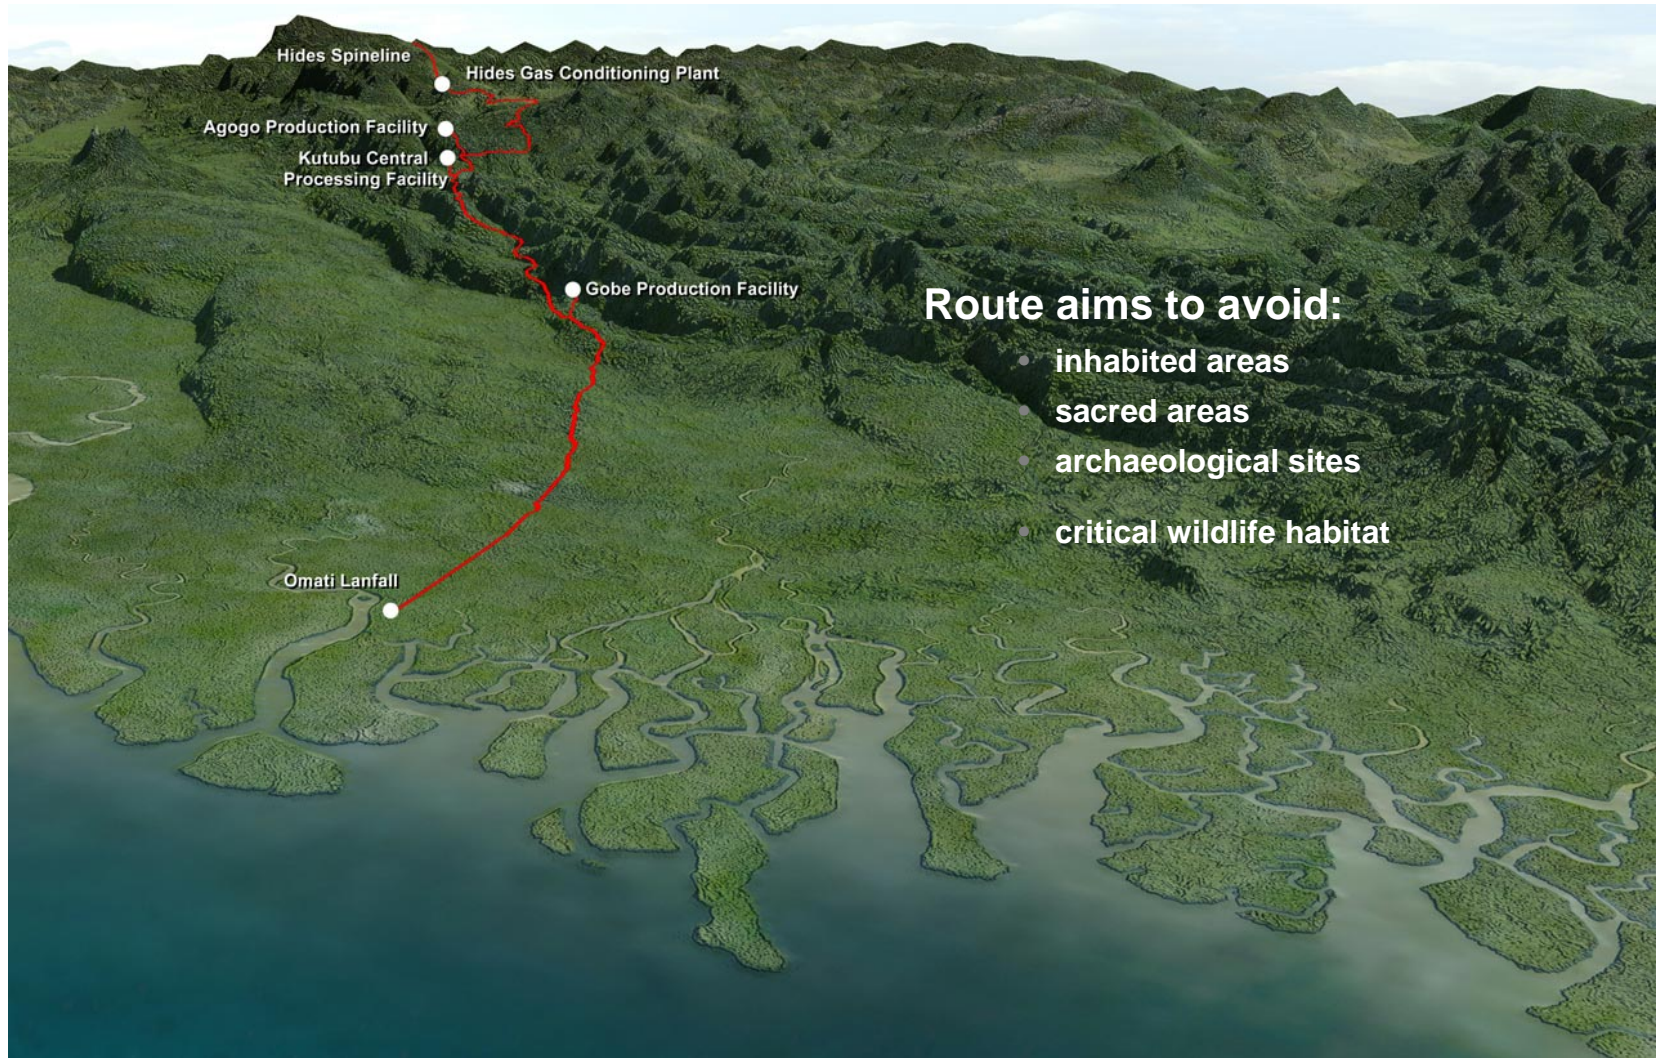 Hides Spineline
Hides Gas Conditioning Plant
Agogo Production Facility
Kutubu Central
Processing Facility
Gobe Production Facility
Route aims to avoid:
inhabited areas
sacred areas
archaeological sites
critical wildlife habitat
Omati Lanfall